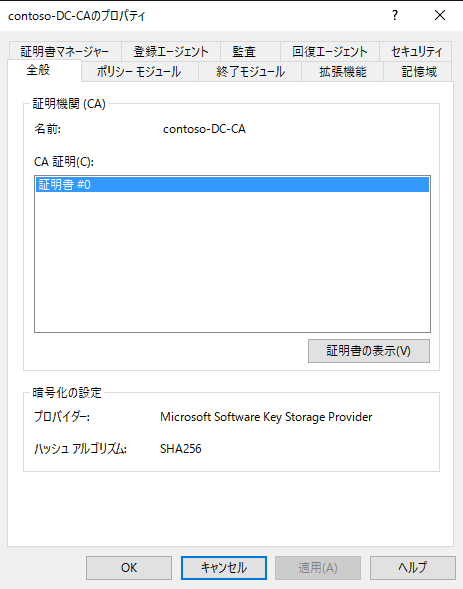 contoso-DC-CAのプロパティ
? ×
証明書マネージャー 登録エージェント 監査 回復エージェント セキュリティ
全般 ポリシー モジュール 終了モジュール 拡張機能 記憶域
証明機関 (CA)
名前: contoso-DC-CA
CA 証明(C):
証明書 #0
証明書の表示(V)
暗号化の設定
プロバイダー: Microsoft Software Key Storage Provider
ハッシュ アルゴリズム: SHA256
OK キャンセル 適用(A) ヘルプ